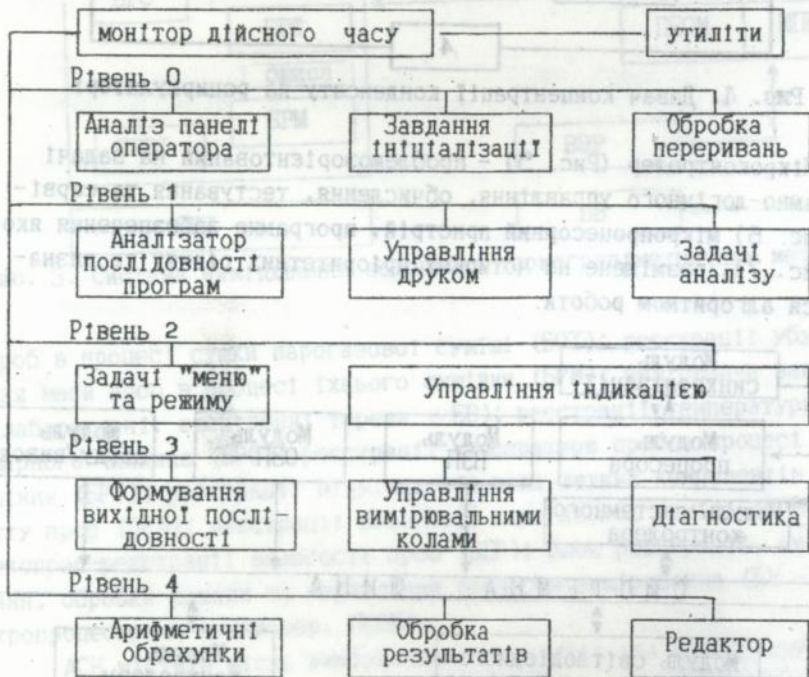 монітор дійсного часу
утиліти
Рівень 0
Аналіз панелі
оператора
Завдання
ініціалізації
Обробка
переривань
Рівень 1
Аналізатор
послідовності
програм
Управління
друком
Задачі
аналізу
Рівень 2
Задачі "меню"
та режиму
Управління індикацією
Рівень 3
Формування
вихідної послі-
довності
Управління
вимірювальними
колами
Діагностика
Рівень 4
Арифметичні
обрахунки
Обробка
результатів
Редактор